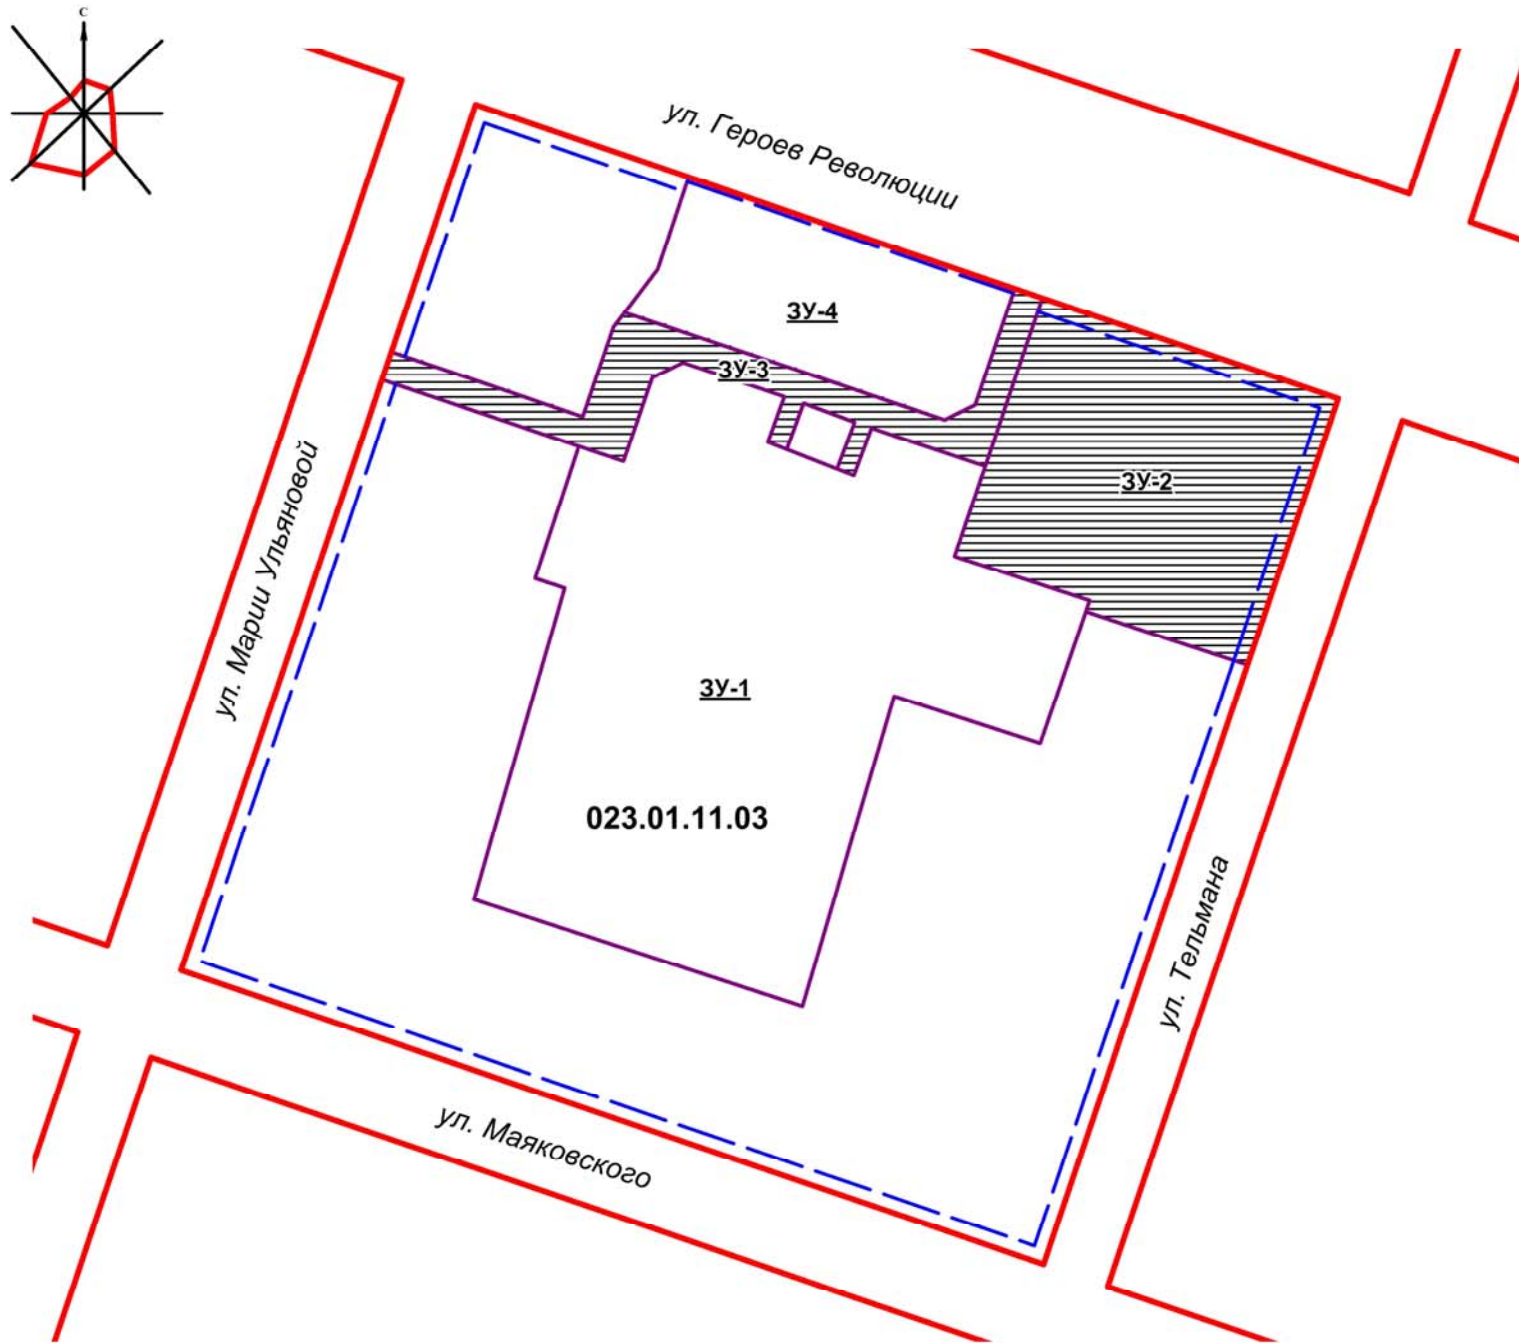 С
ул. Героев Революции
ЗУ-4
ЗУ-3
ЗУ-2
ул. Марии Ульяновой
ЗУ-1
023.01.11.03
ул. Тельмана
ул. Маяковского